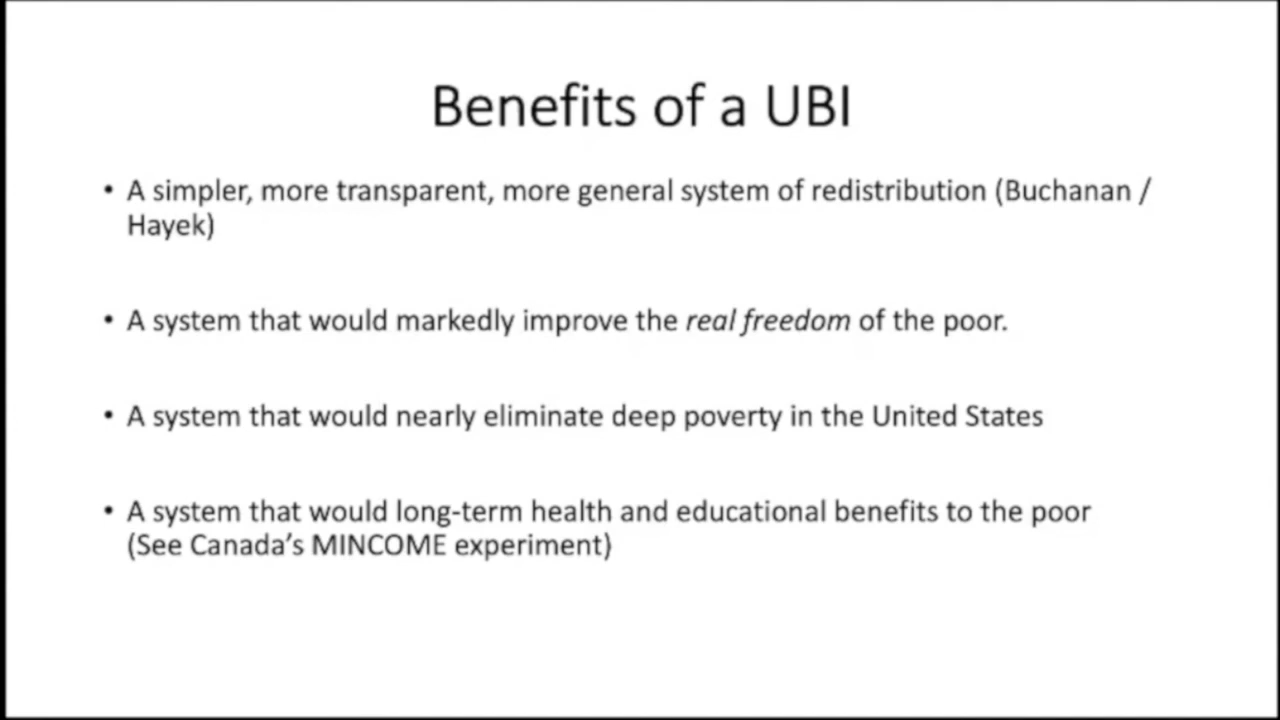 Benefits of a UBI
• A simpler, more transparent, more general system of redistribution (Buchanan /
Hayek)
• A system that would markedly improve the real freedom of the poor.
• A system that would nearly eliminate deep poverty in the United States
• A system that would long-term health and educational benefits to the poor
(See Canada’s MINCOME experiment)